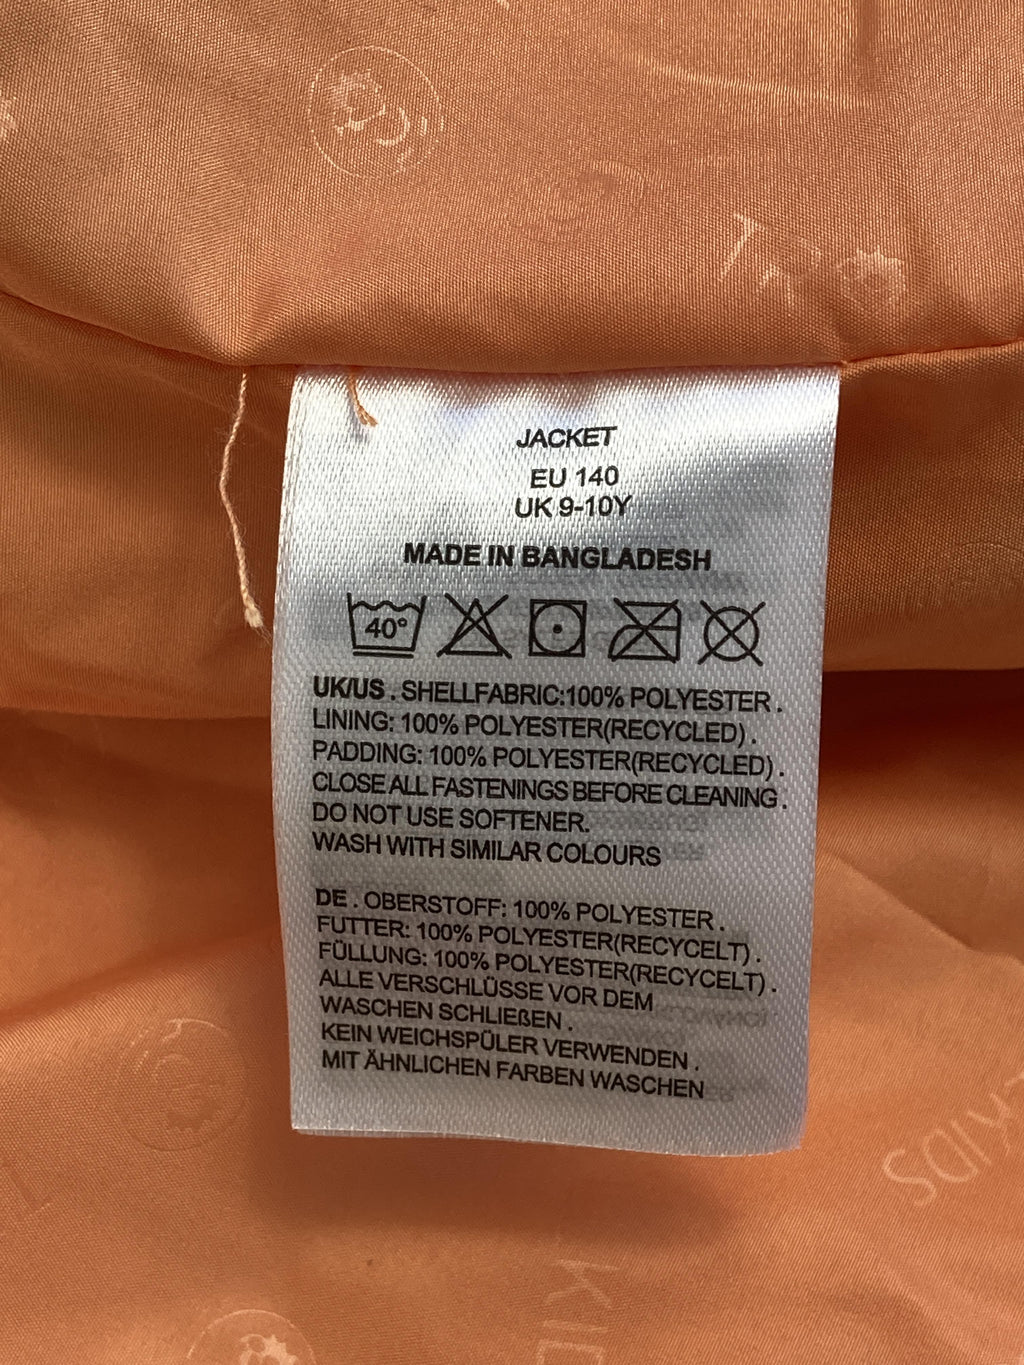 JACKET
EU 140
UK 9-10Y
MADE IN BANGLADESH
40°
UK/US . SHELLFABRIC:100% POLYESTER .
LINING: 100% POLYESTER(RECYCLED) .
PADDING: 100% POLYESTER(RECYCLED) .
CLOSE ALL FASTENINGS BEFORE CLEANING .
DO NOT USE SOFTENER.
WASH WITH SIMILAR COLOURS
DE . OBERSTOFF: 100% POLYESTER .
FUTTER: 100% POLYESTER(RECYCELT) .
FÜLLUNG: 100% POLYESTER(RECYCELT) .
ALLE VERSCHLÜSSE VOR DEM
WASCHEN SCHLIEßEN .
KEIN WEICHSPÜLER VERWENDEN .
MIT ÄHNLICHEN FARBEN WASCHEN
KIDS